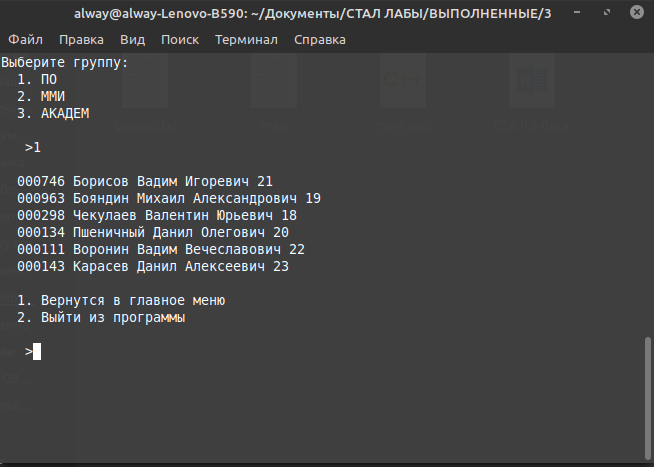 alway@alway-Lenovo-B590: ~/Документы/СТАЛ ЛАБЫ/ВЫПОЛНЕННЫЕ/3
Файл Правка Вид Поиск Терминал Справка
Выберите группу:
1. ПО
2. ММИ
3. АКАДЕМ
>1
000746 Борисов Вадим Игоревич 21
000963 Бояндин Михаил Александрович 19
000298 Чекулаев Валентин Юрьевич 18
000134 Пшеничный Данил Олегович 20
000111 Воронин Вадим Вечеславович 22
000143 Карасев Данил Алексеевич 23
1. Вернутся в главное меню
2. Выйти из программы
>